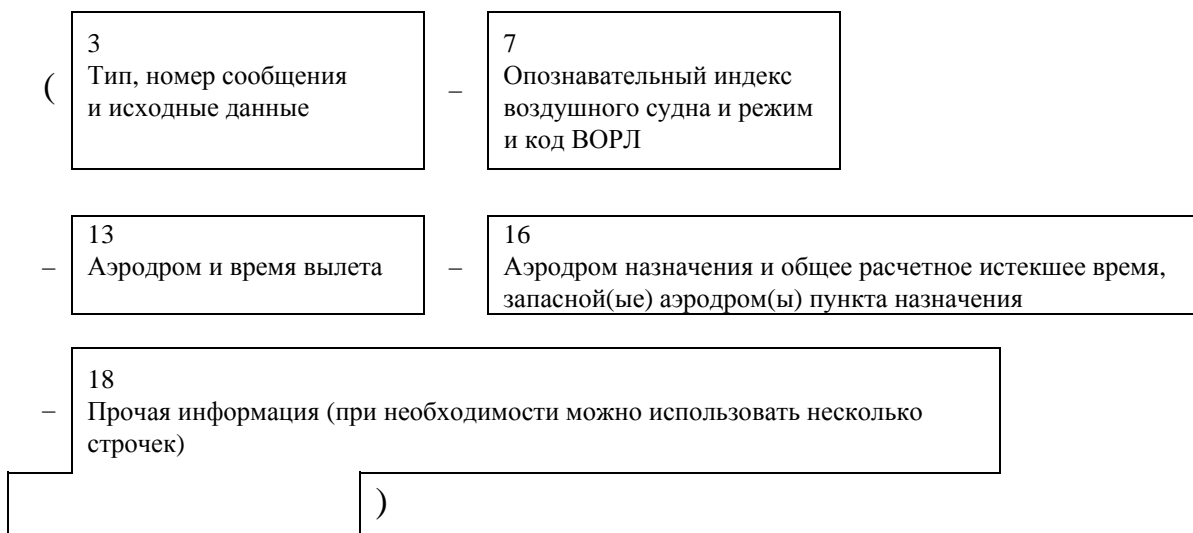 3
7
( Тип, номер сообщения
и исходные данные
– Опознавательный индекс
воздушного судна и режим
и код ВОРЛ
13
– Аэродром и время вылета
16
– Аэродром назначения и общее расчетное истекшее время,
запасной(ые) аэродром(ы) пункта назначения
18
– Прочая информация (при необходимости можно использовать несколько
строчек)
)